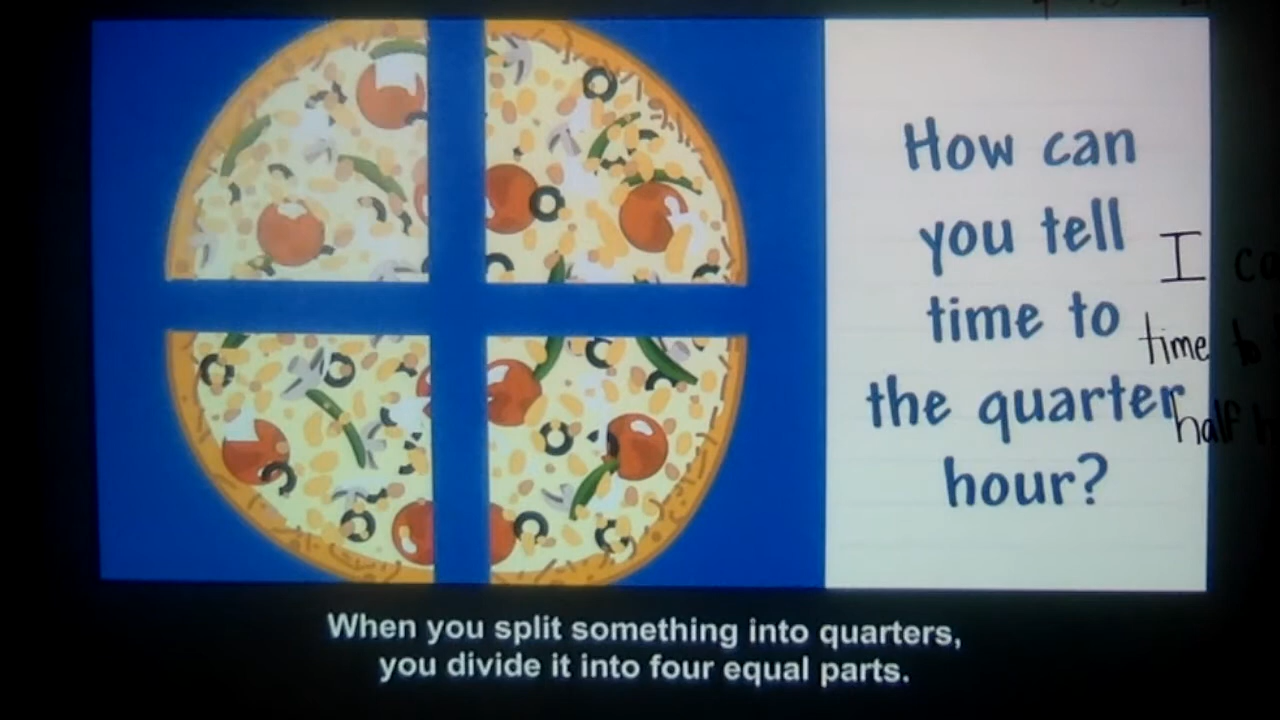 How can
you tell
time to
the quarter
hour?
I
time
half
When you split something into quarters,
you divide it into four equal parts.